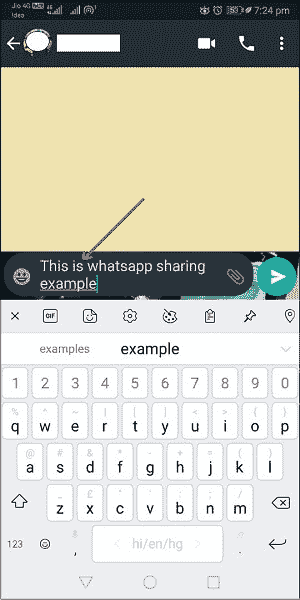 Jio 4G
Idea
7:24 pm
This is whatsapp sharing
example
GIF
examples example
1 2 3 4 5 6 7 8 9 0
% ^ ~ | [ ] < > { }
q w e r t y u i o p
@ # & * - + = ( )
a s d f g h j k l
_ £ " ' : ; /
z x c v b n m
123 , < hi/en/hg > .